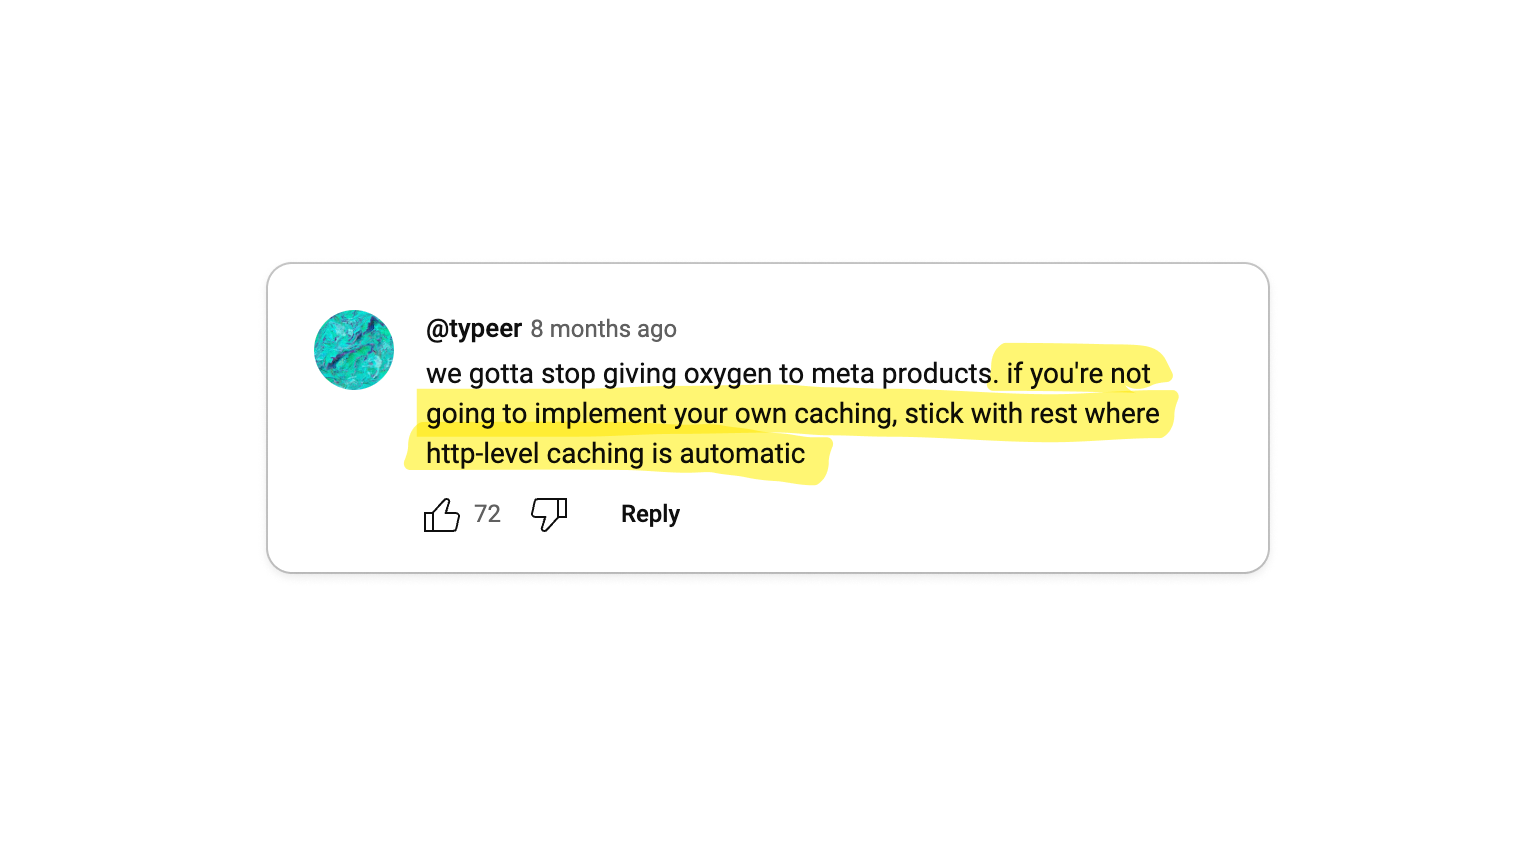 @typeer 8 months ago
we gotta stop giving oxygen to meta products. if you're not
going to implement your own caching, stick with rest where
http-level caching is automatic
72 Reply